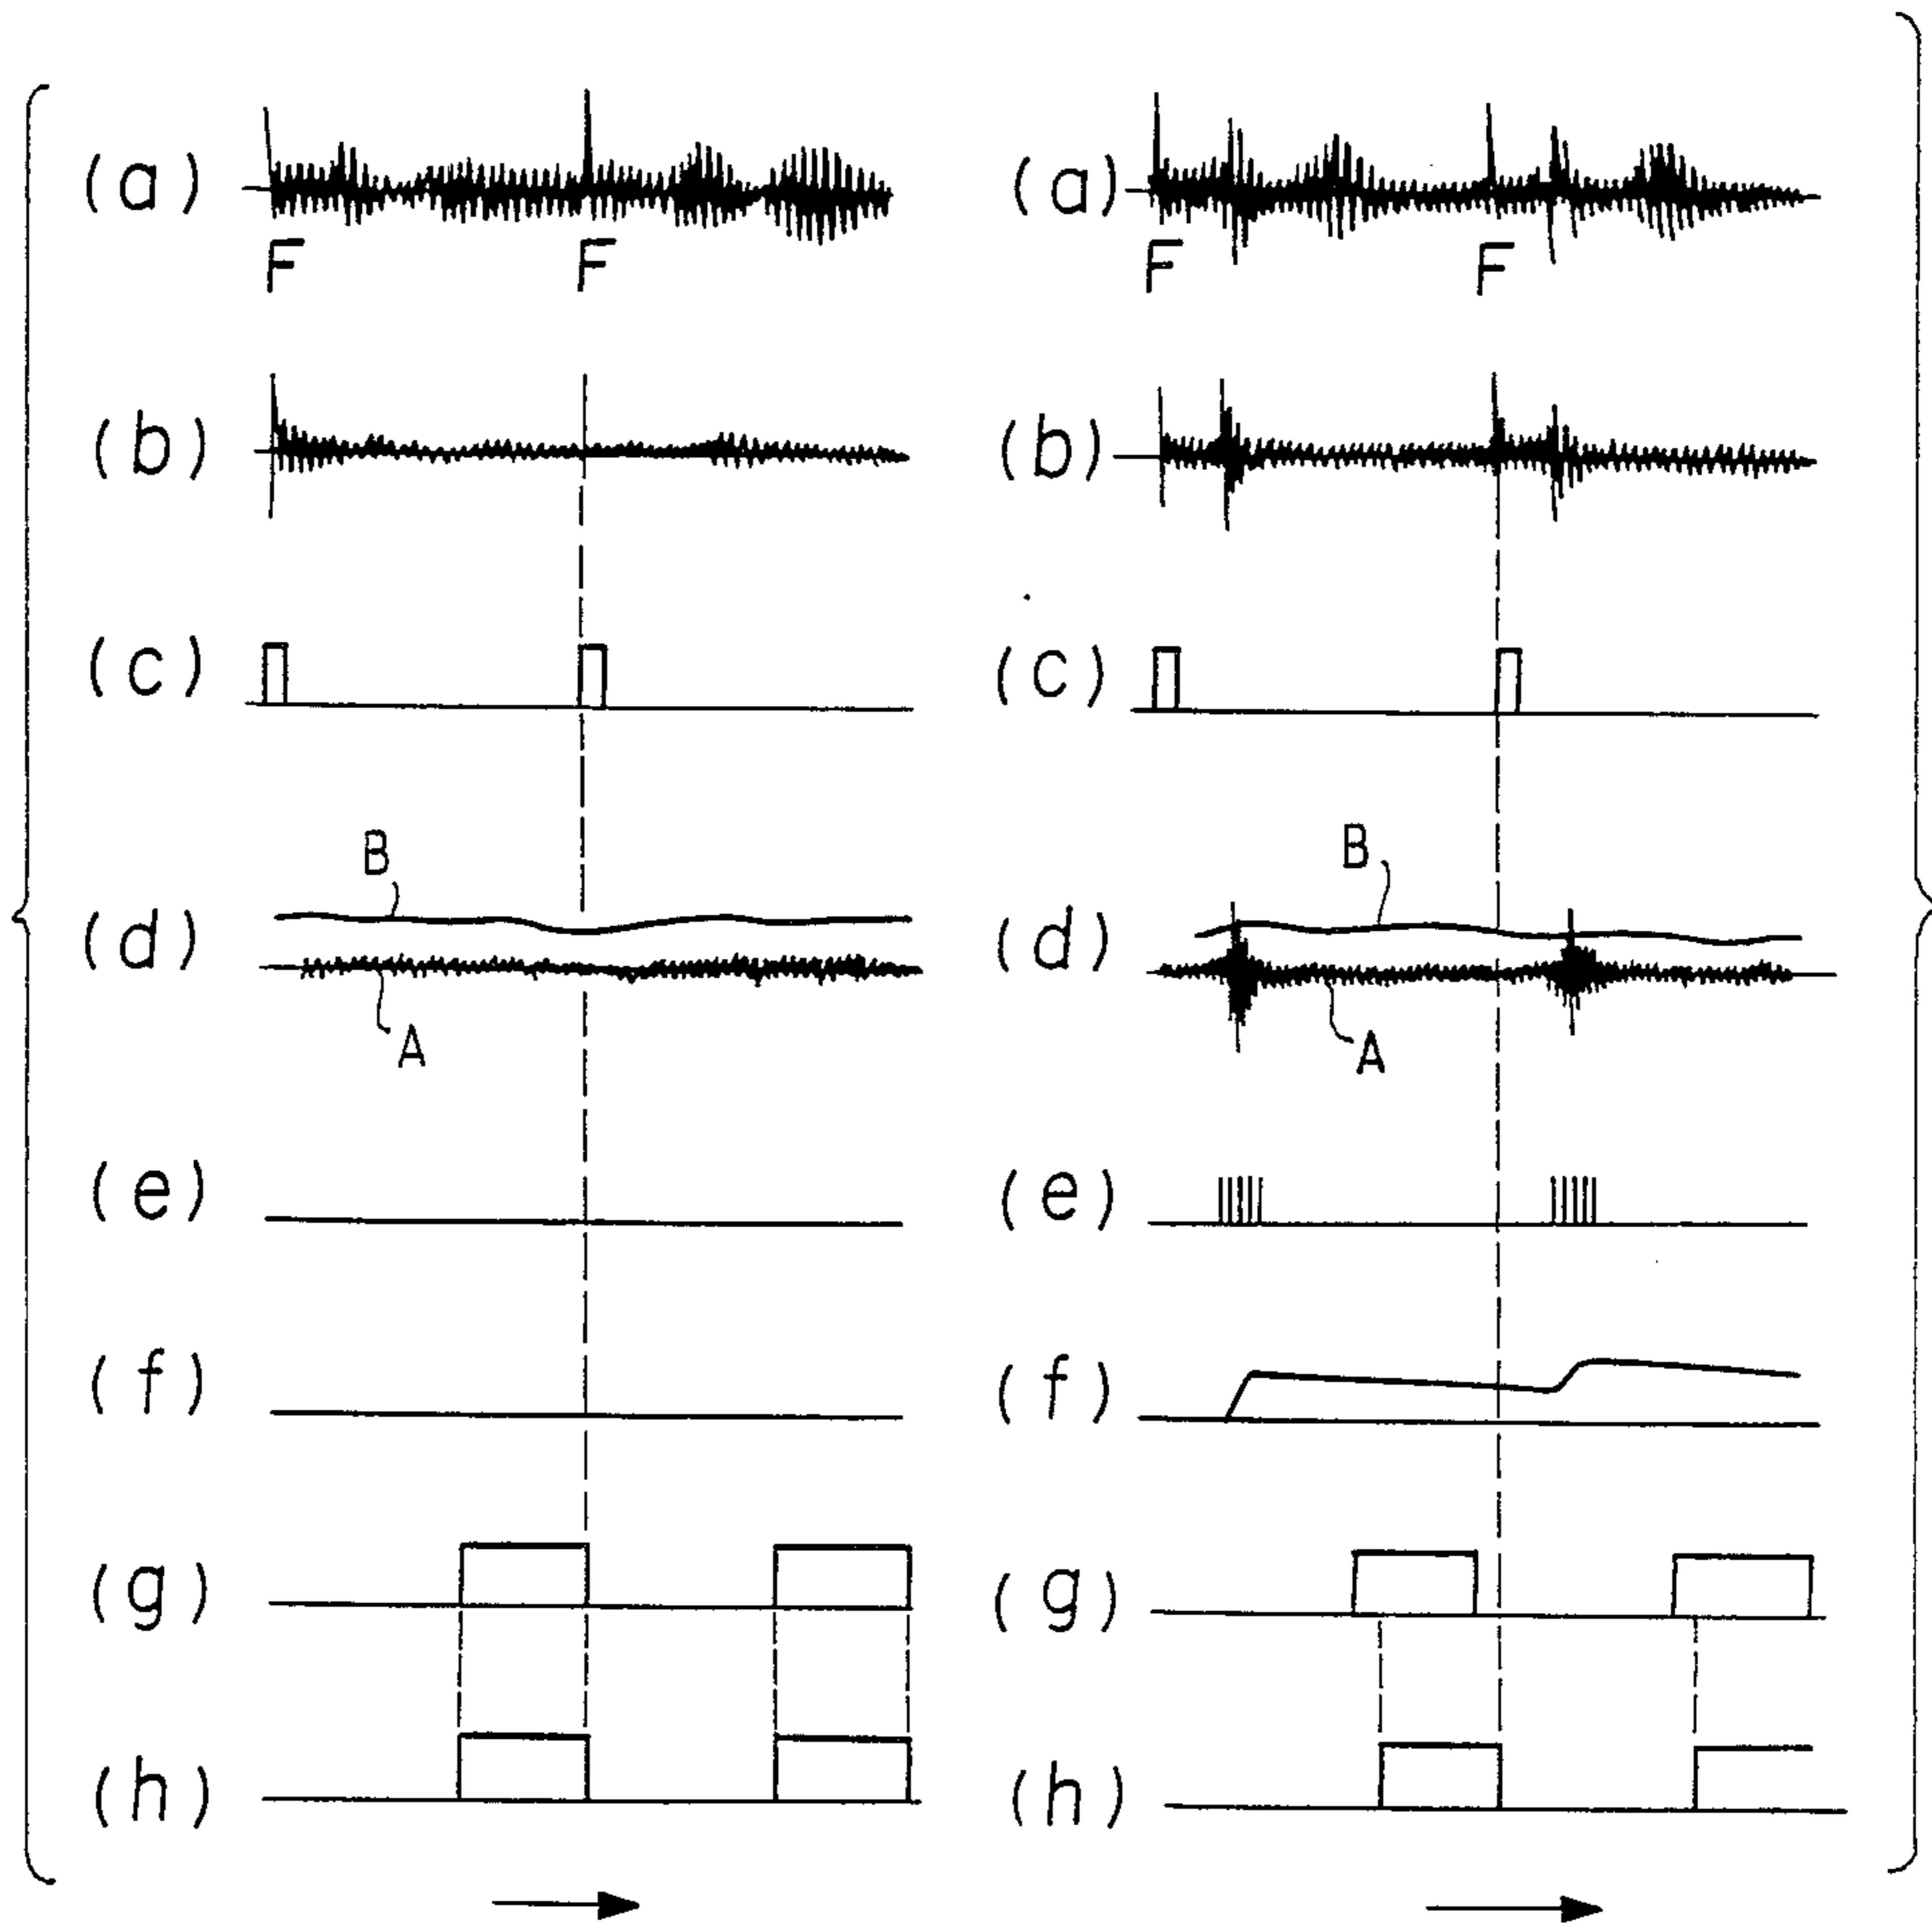 (a) (a)
F F F F
(b) (b)
(c) (c)
B B
(d) (d)
A A
(e) (e)
(f) (f)
(g) (g)
(h) (h)